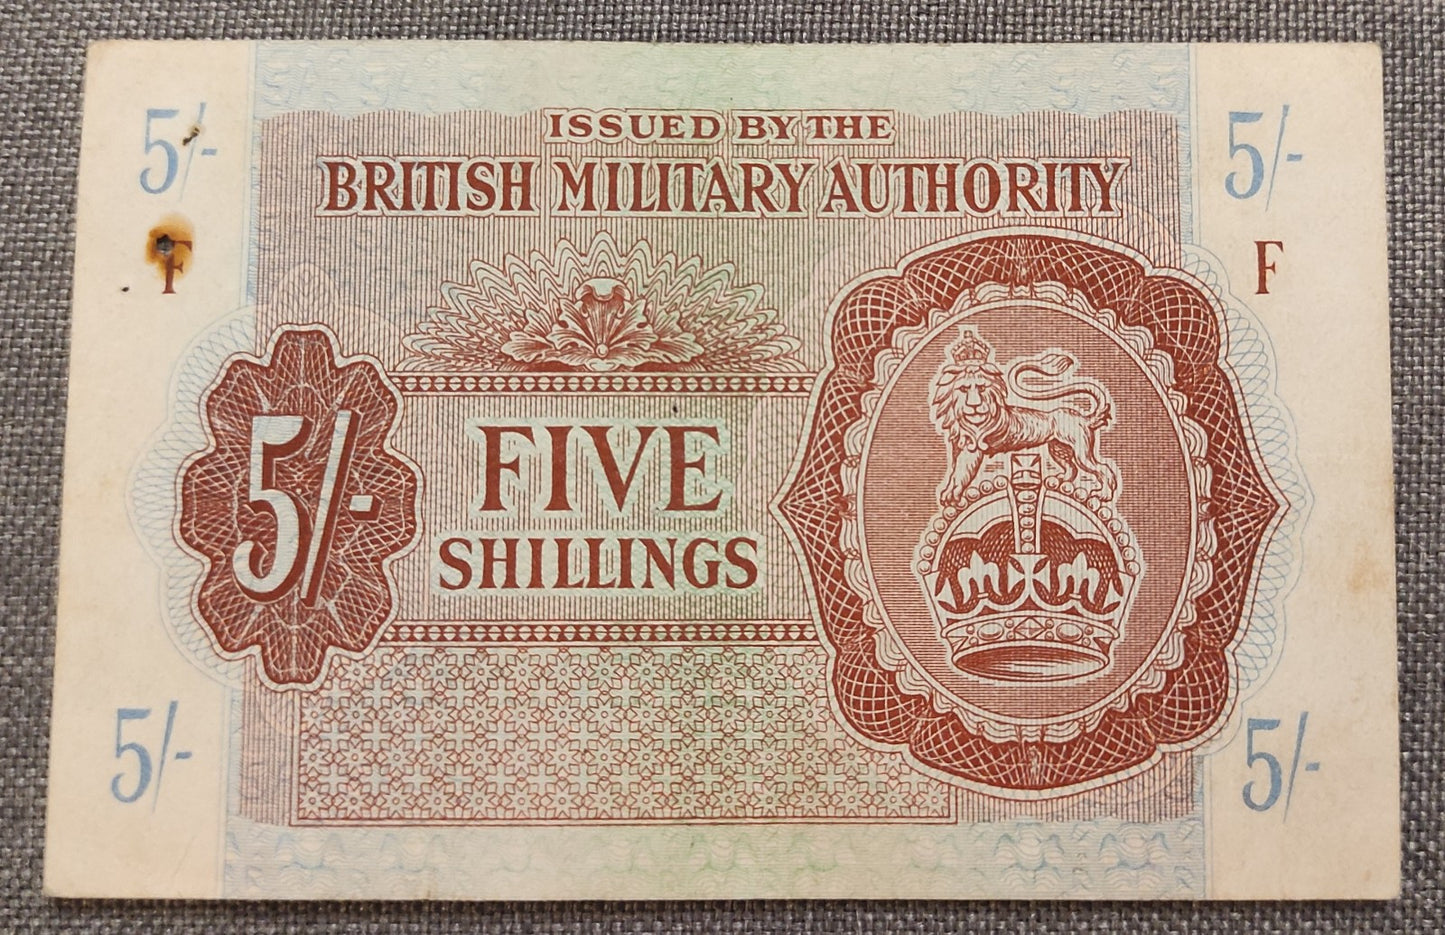 5/- 5/-
ISSUED BY THE
BRITISH MILITARY AUTHORITY
F F
5/-
FIVE
SHILLINGS
5/- 5/-